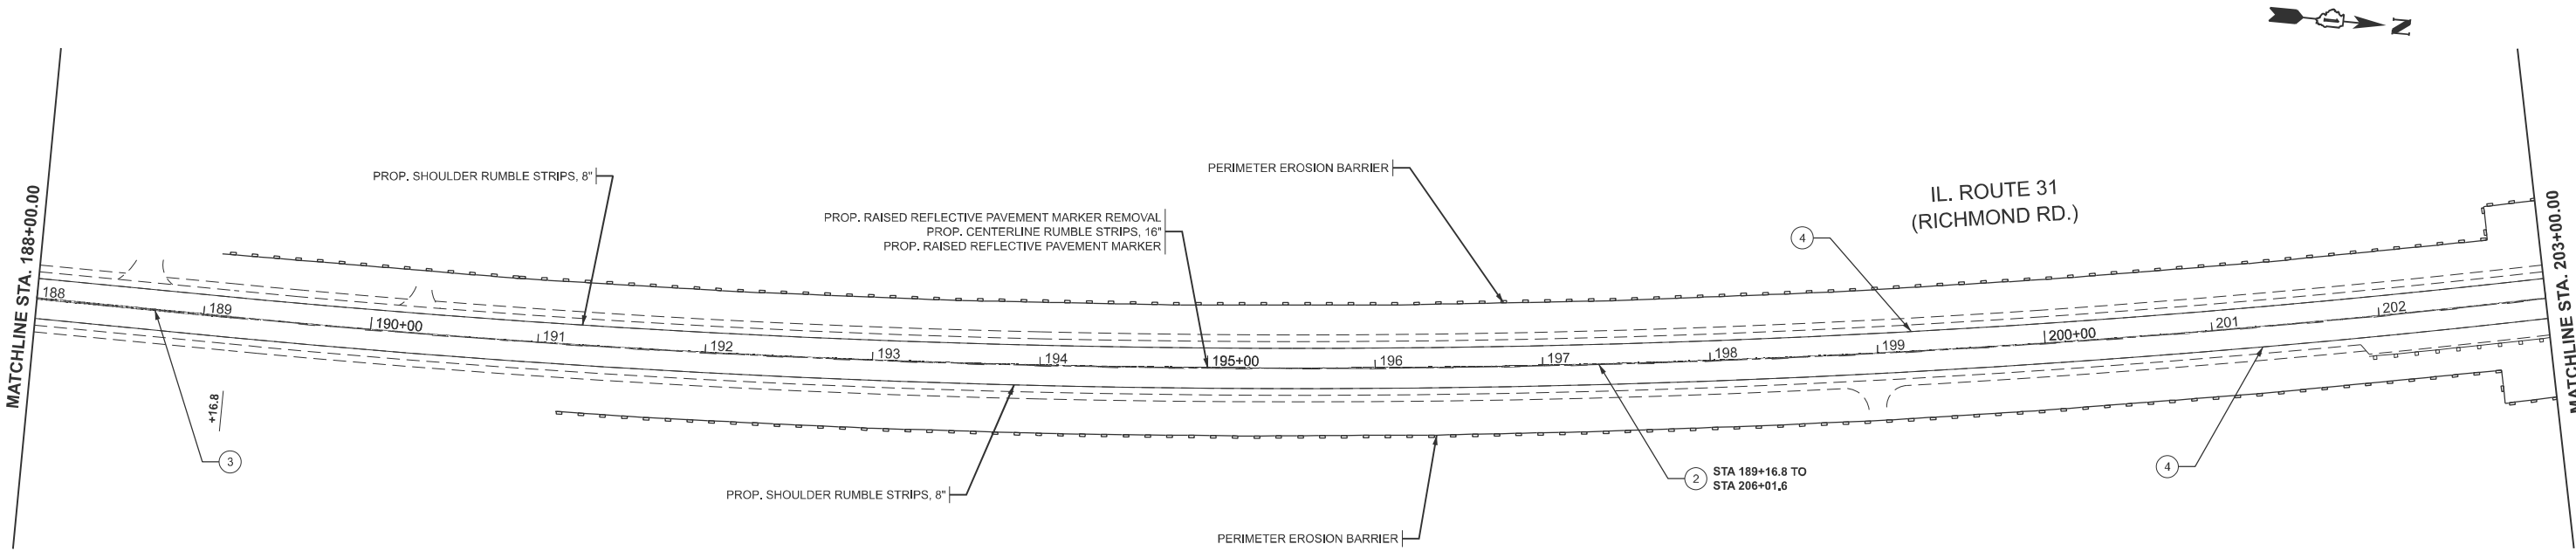 N
MATCHLINE STA. 188+00.00
PROP. SHOULDER RUMBLE STRIPS, 8"
PROP. RAISED REFLECTIVE PAVEMENT MARKER REMOVAL
PROP. CENTERLINE RUMBLE STRIPS, 16"
PROP. RAISED REFLECTIVE PAVEMENT MARKER
PERIMETER EROSION BARRIER
IL. ROUTE 31
(RICHMOND RD.)
4
MATCHLINE STA. 203+00.00
188
189
190+00
191
192
193
194
195+00
196
197
198
199
200+00
201
202
+16.8
3
PROP. SHOULDER RUMBLE STRIPS, 8"
PERIMETER EROSION BARRIER
2
STA 189+16.8 TO
STA 206+01.6
4